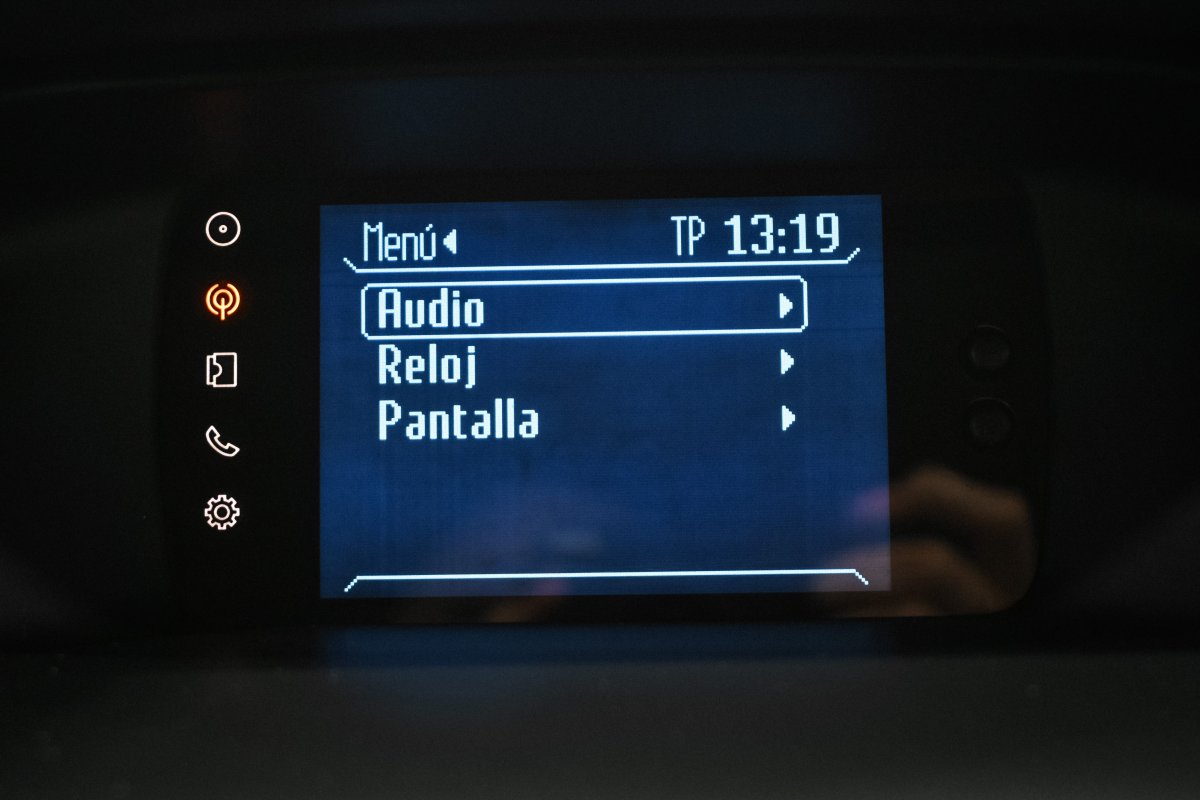 Menú TP 13:19
Audio
Reloj
Pantalla